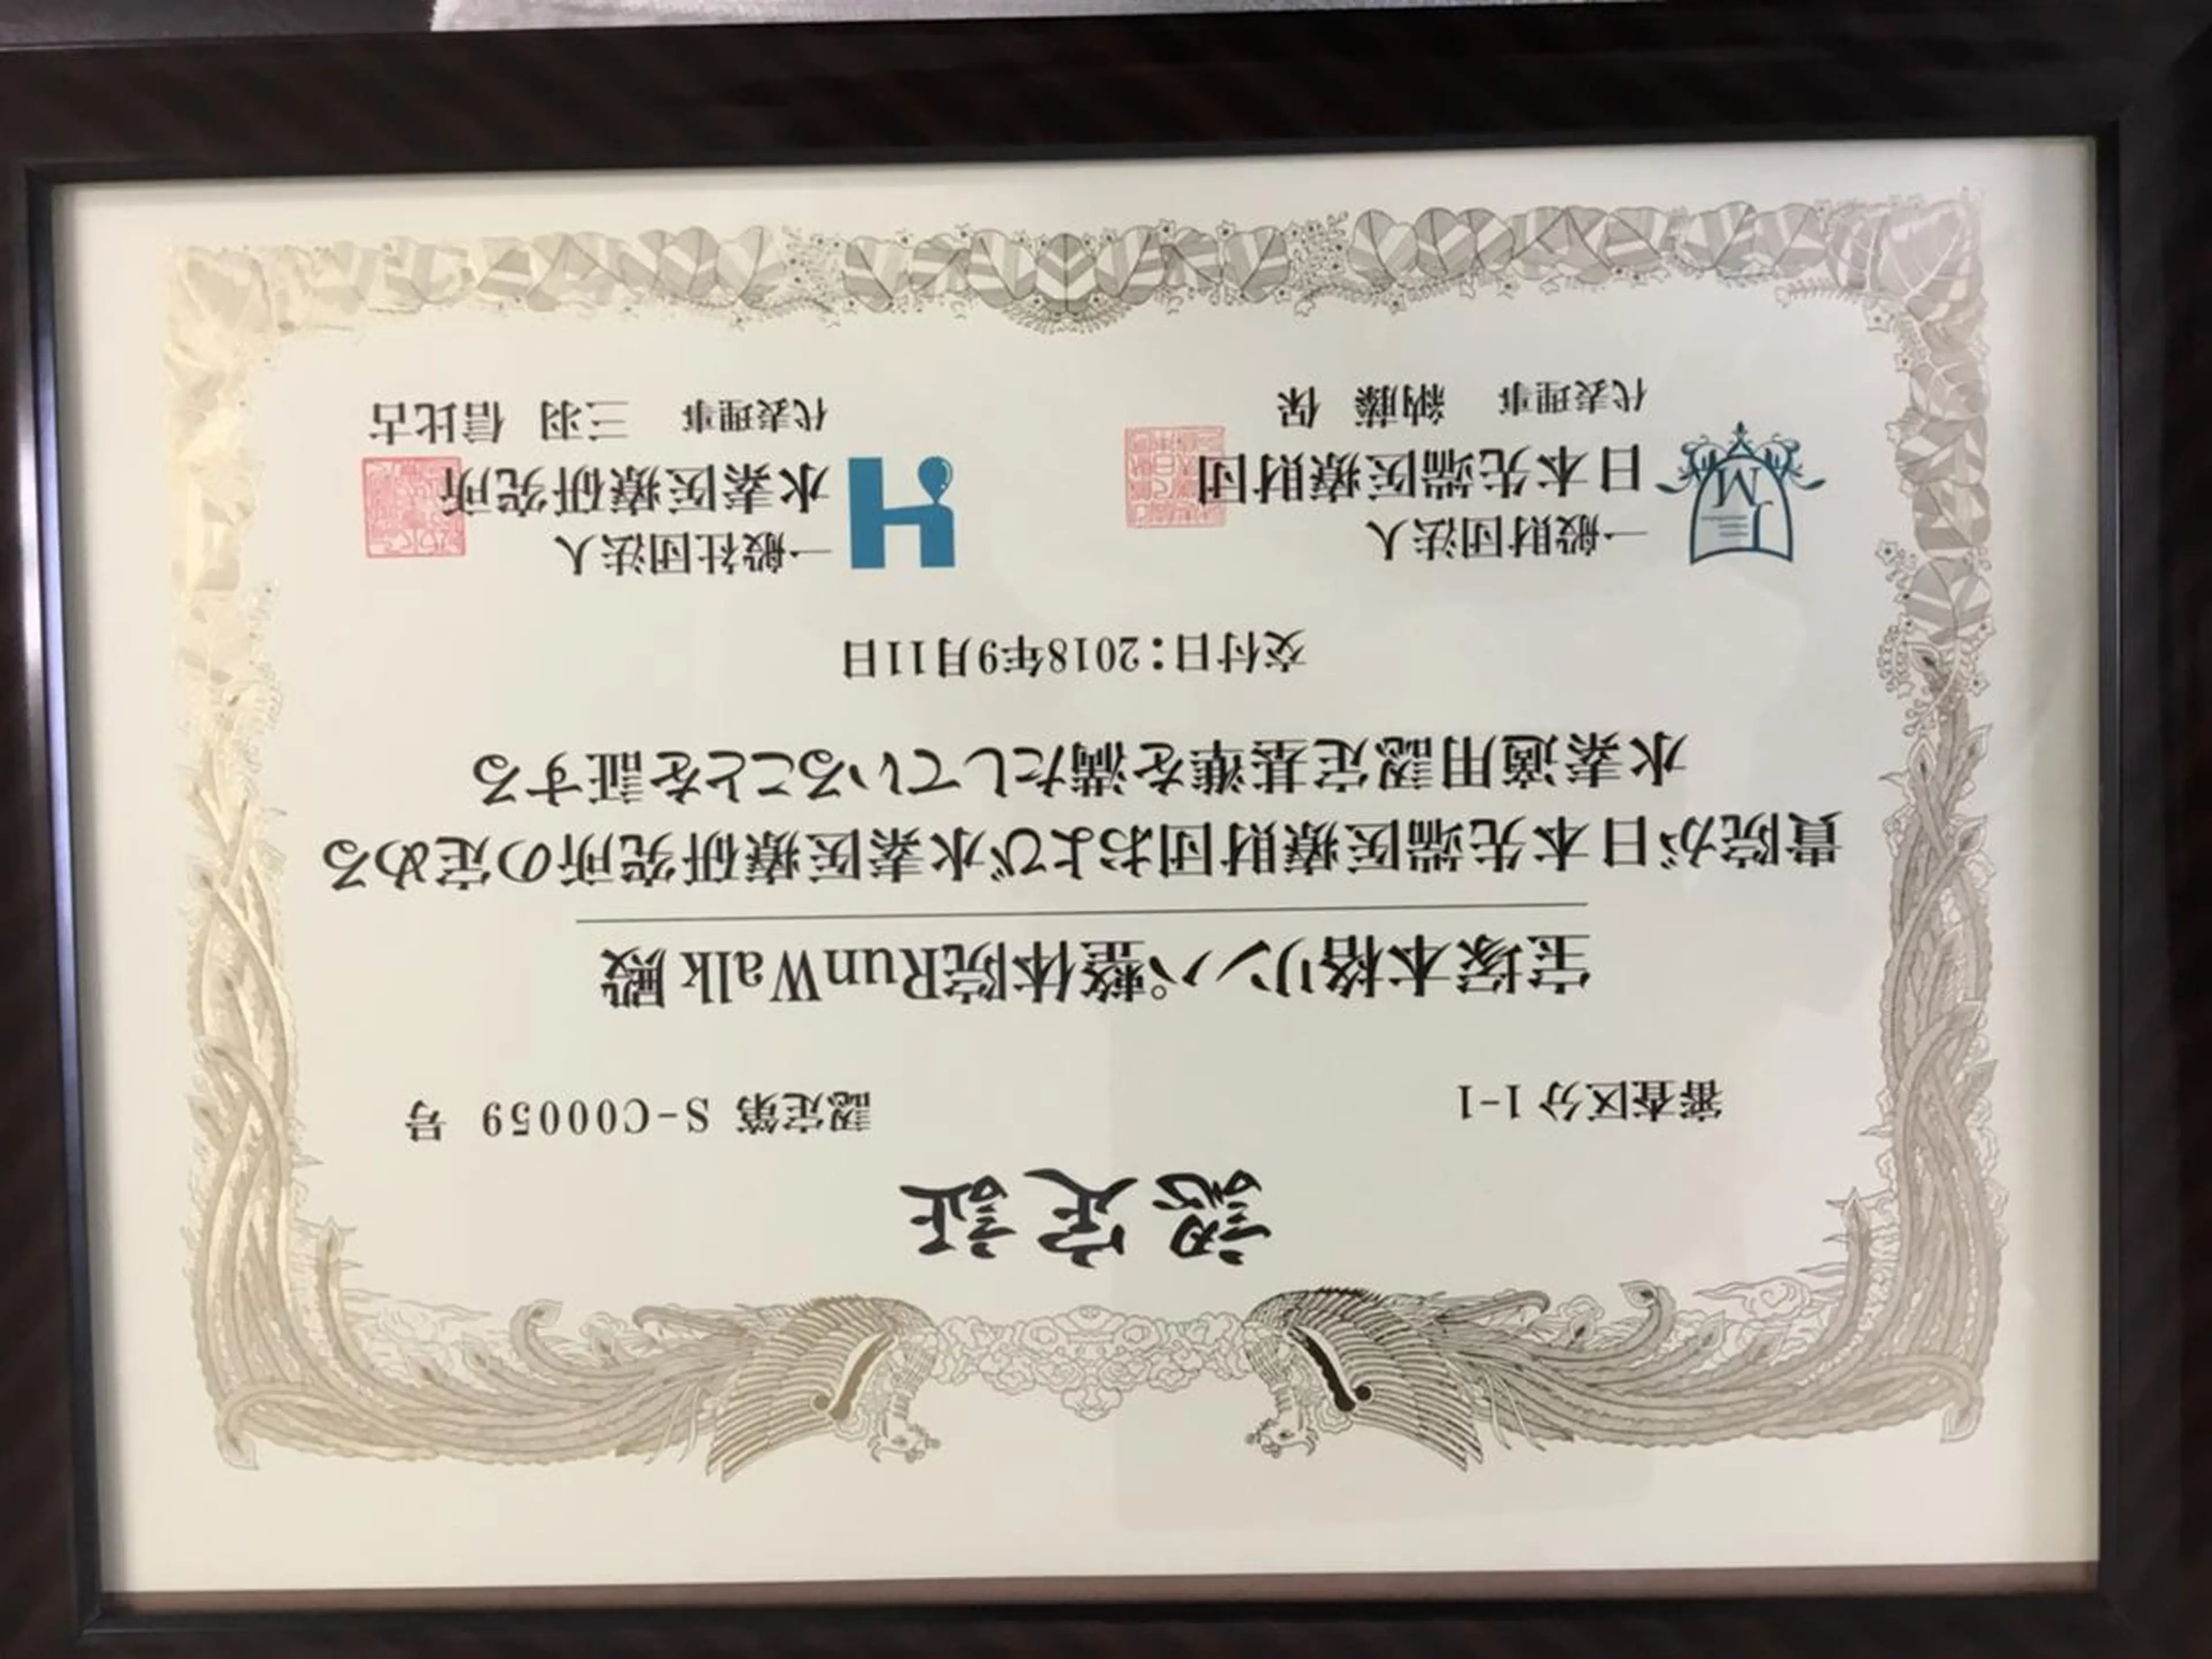 認定証
審査区分 1-1
認定第 S-C00059 号
宝塚本格リンパ整体院RunWalk 殿
貴院が日本先端医療財団および水素医療研究所の定める
水素適用認定基準を満たしていることを証する
交付日：2018年9月11日
JM
一般財団法人
日本先端医療財団
代表理事 納藤 保
H
一般社団法人
水素医療研究所
代表理事 三羽 信比古